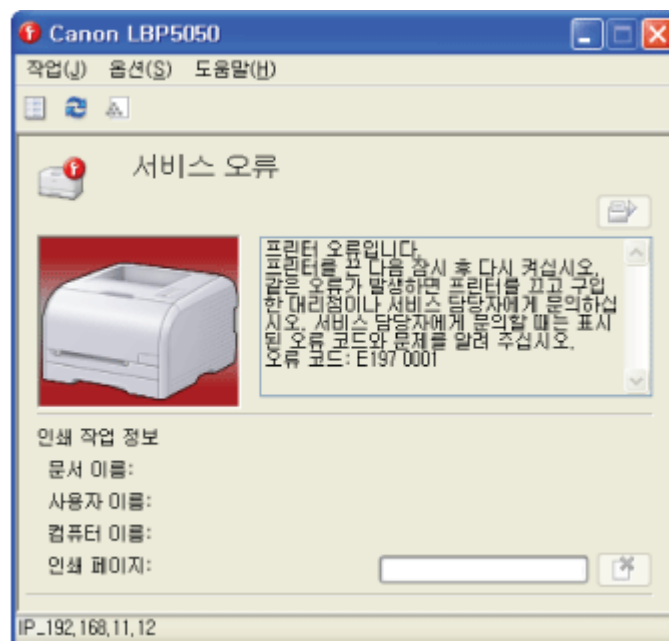 Canon LBP5050
작업(J) 옵션(S) 도움말(H)
서비스 오류
프린터 오류입니다.
프린터를 끈 다음 잠시 후 다시 켜십시오.
같은 오류가 발생하면 프린터를 끄고 구입
한 대리점이나 서비스 담당자에게 문의하십
시오. 서비스 담당자에게 문의할 때는 표시
된 오류 코드와 문제를 알려 주십시오.
오류 코드: E197 0001
인쇄 작업 정보
문서 이름:
사용자 이름:
컴퓨터 이름:
인쇄 페이지:
IP_192,168,11,12